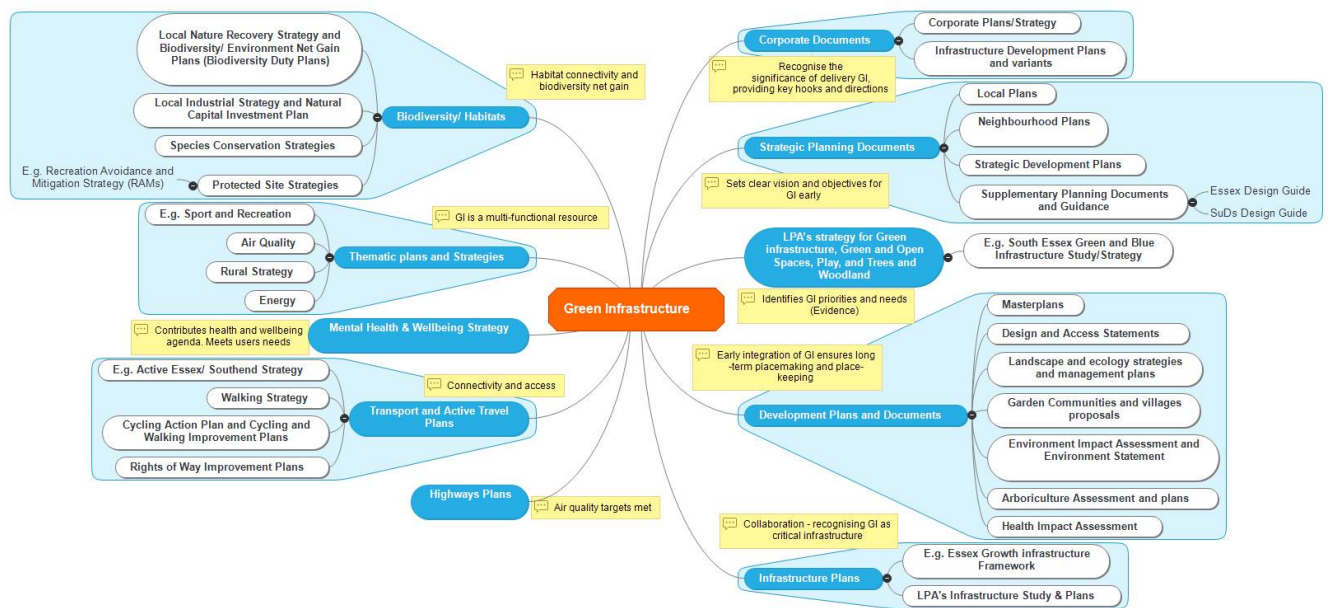 Green Infrastructure
Local Nature Recovery Strategy and
Biodiversity/ Environment Net Gain
Plans (Biodiversity Duty Plans)
Local Industrial Strategy and Natural
Capital Investment Plan
Species Conservation Strategies
E.g. Recreation Avoidance and
Mitigation Strategy (RAMs)
Protected Site Strategies
Biodiversity/ Habitats
Habitat connectivity and
biodiversity net gain
E.g. Sport and Recreation
Air Quality
Rural Strategy
Energy
Thematic plans and Strategies
GI is a multi-functional resource
Contributes health and wellbeing
agenda. Meets users needs
Mental Health & Wellbeing Strategy
E.g. Active Essex/ Southend Strategy
Walking Strategy
Cycling Action Plan and Cycling and
Walking Improvement Plans
Rights of Way Improvement Plans
Transport and Active Travel
Plans
Connectivity and access
Highways Plans
Air quality targets met
Corporate Documents
Corporate Plans/Strategy
Infrastructure Development Plans
and variants
Recognise the
significance of delivery GI,
providing key hooks and directions
Strategic Planning Documents
Local Plans
Neighbourhood Plans
Strategic Development Plans
Supplementary Planning Documents
and Guidance
Essex Design Guide
SuDs Design Guide
Sets clear vision and objectives for
GI early
LPA's strategy for Green
infrastructure, Green and Open
Spaces, Play, and Trees and
Woodland
E.g. South Essex Green and Blue
Infrastructure Study/Strategy
Identifies GI priorities and needs
(Evidence)
Early integration of GI ensures long
-term placemaking and place-
keeping
Development Plans and Documents
Masterplans
Design and Access Statements
Landscape and ecology strategies
and management plans
Garden Communities and villages
proposals
Environment Impact Assessment and
Environment Statement
Arboriculture Assessment and plans
Health Impact Assessment
Collaboration - recognising GI as
critical infrastructure
Infrastructure Plans
E.g. Essex Growth infrastructure
Framework
LPA's Infrastructure Study & Plans